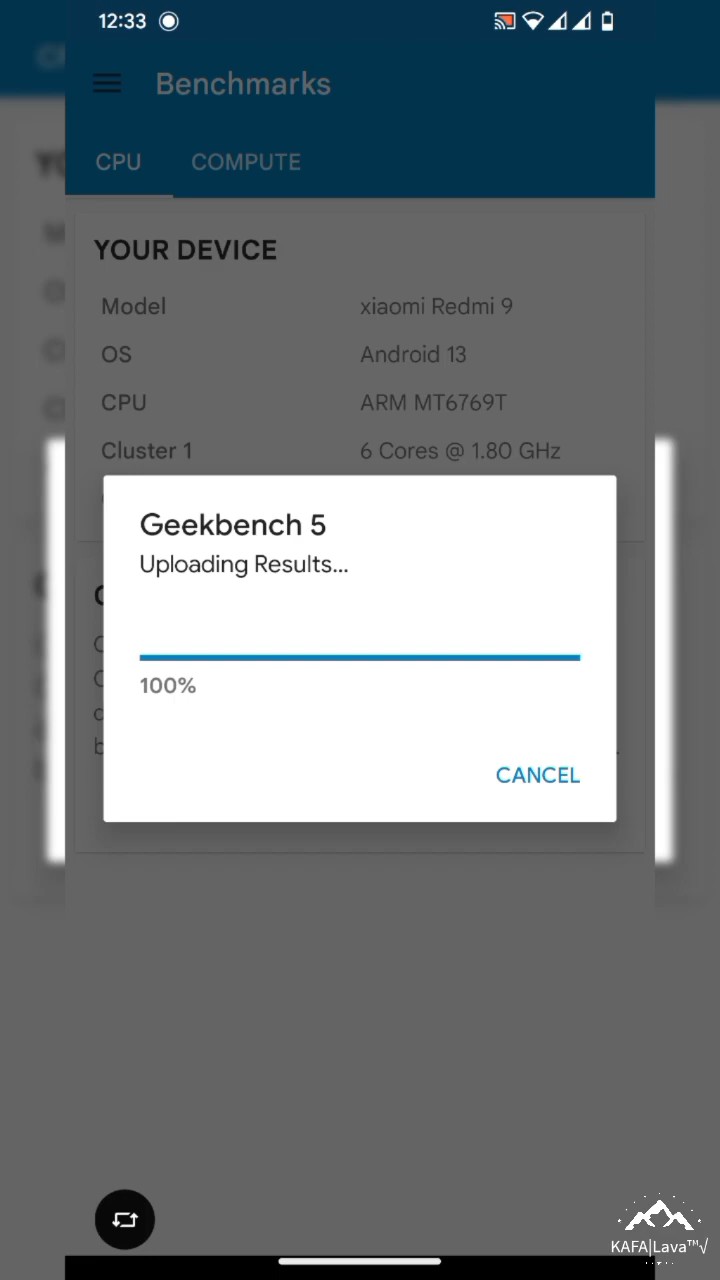 12:33
Benchmarks
CPU COMPUTE
YOUR DEVICE
Model xiaomi Redmi 9
OS Android 13
CPU ARM MT6769T
Cluster 1 6 Cores @ 1.80 GHz
Geekbench 5
Uploading Results...
100%
CANCEL
KAFA|Lava™√